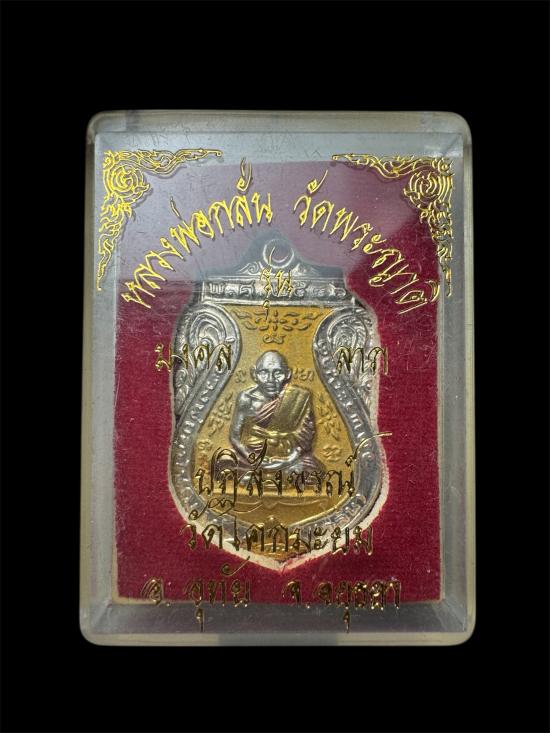 หลวงพ่อกลั่น วัดพระญาติ
รุ่น
มงคล ลาภ
ปฏิสังขรณ์
วัดโคกมะยม
อ. อุทัย จ. อยุธยา